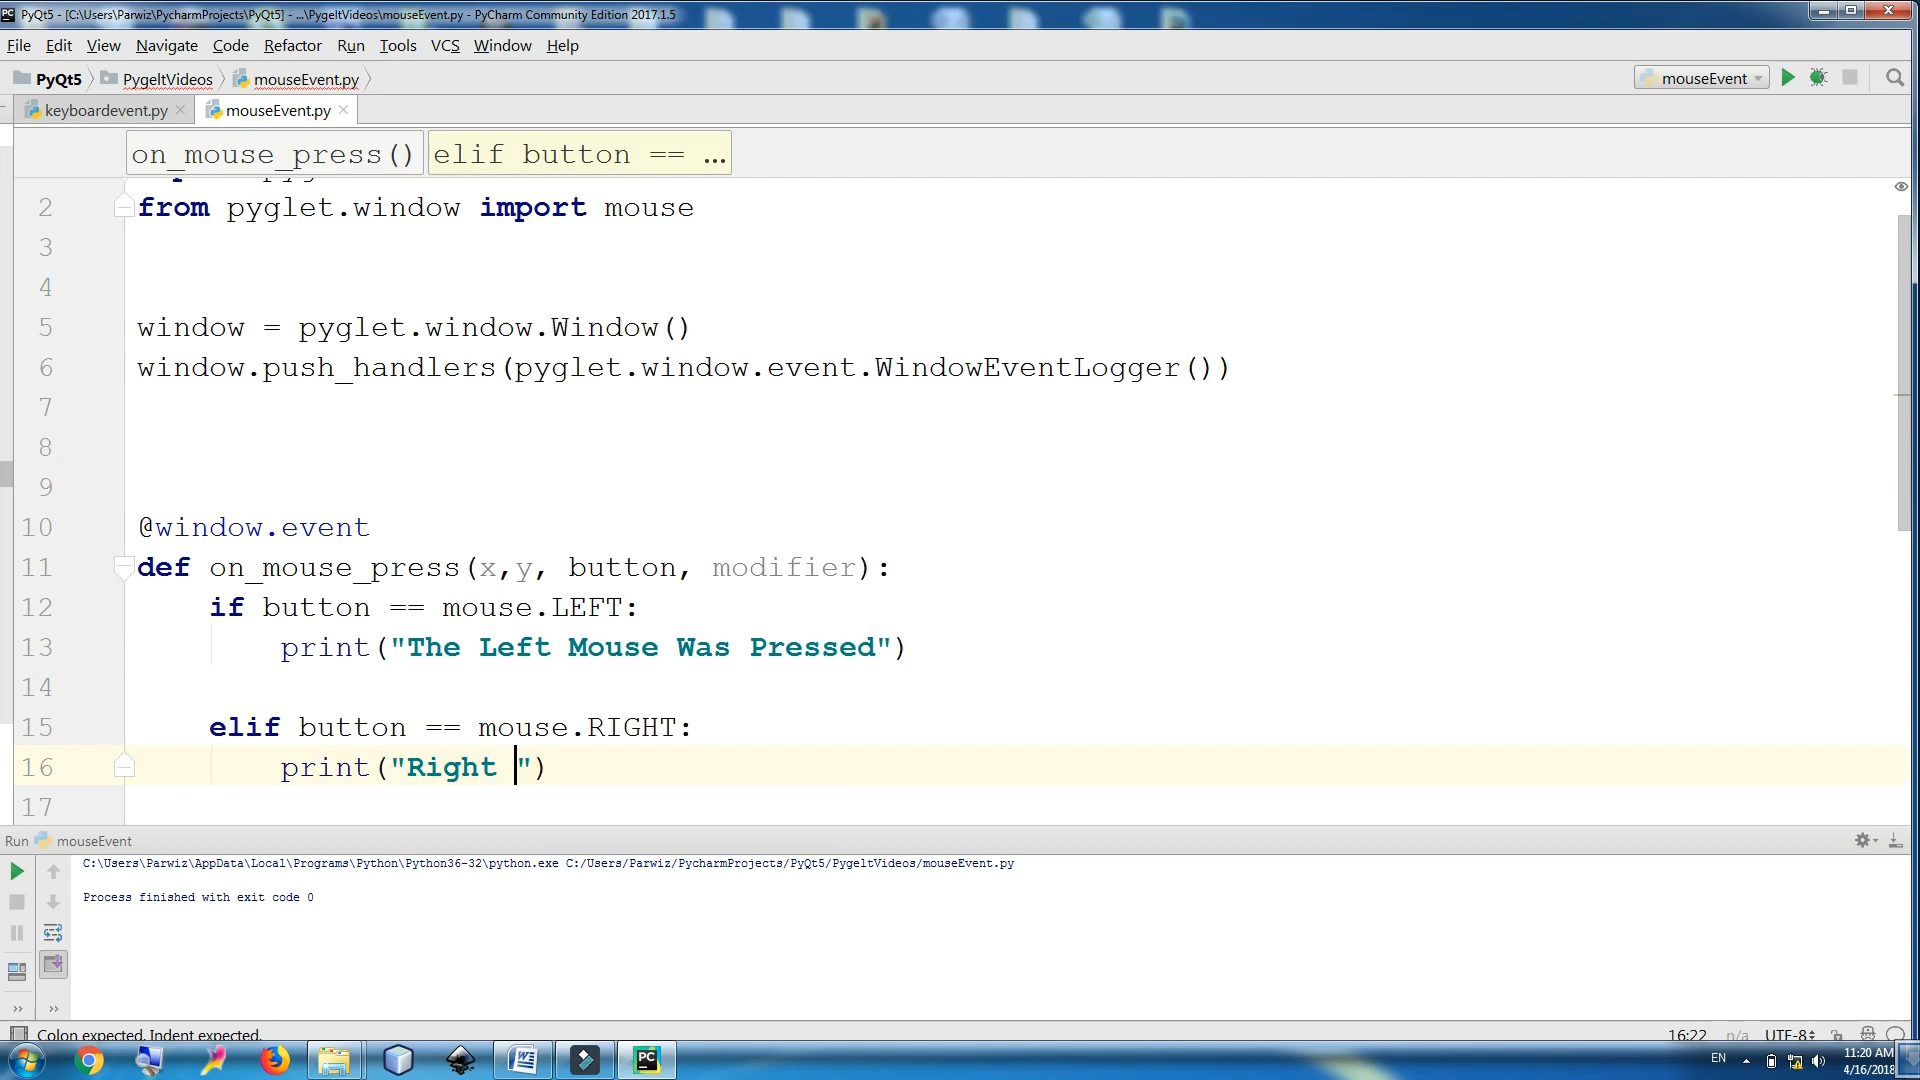 PyQt5 - [C:\Users\Parwiz\PycharmProjects\PyQt5] - ...\PygeltVideos\mouseEvent.py - PyCharm Community Edition 2017.1.5
File Edit View Navigate Code Refactor Run Tools VCS Window Help
PyQt5 PygeltVideos mouseEvent.py mouseEvent
keyboardevent.py mouseEvent.py
on_mouse_press() elif button == ...
2 from pyglet.window import mouse
3
4
5 window = pyglet.window.Window()
6 window.push_handlers(pyglet.window.event.WindowEventLogger())
7
8
9
10 @window.event
11 def on_mouse_press(x,y, button, modifier):
12 if button == mouse.LEFT:
13 print("The Left Mouse Was Pressed")
14
15 elif button == mouse.RIGHT:
16 print("Right ")
17
Run mouseEvent
C:\Users\Parwiz\AppData\Local\Programs\Python\Python36-32\python.exe C:/Users/Parwiz/PycharmProjects/PyQt5/PygeltVideos/mouseEvent.py
Process finished with exit code 0
Colon expected. Indent expected. 16:22 n/a UTF-8
EN 11:20 AM
4/16/2018